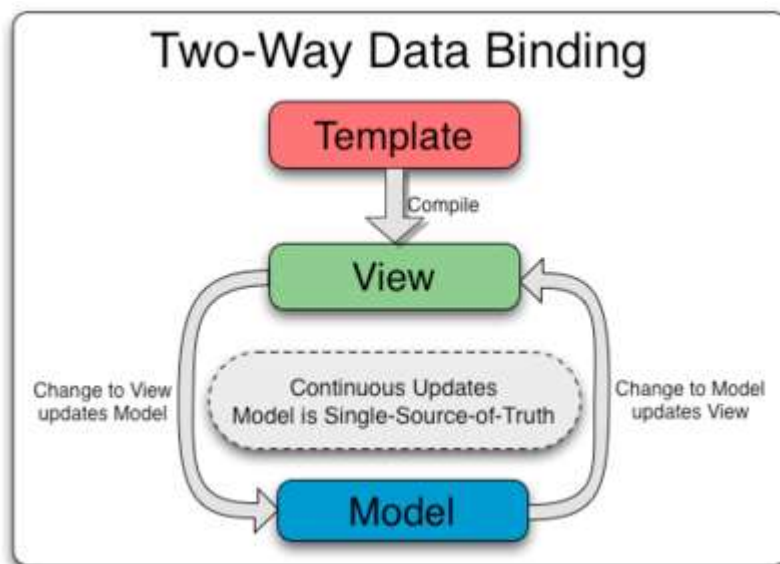 Two-Way Data Binding
Template
Compile
View
Change to View
updates Model
Continuous Updates
Model is Single-Source-of-Truth
Change to Model
updates View
Model